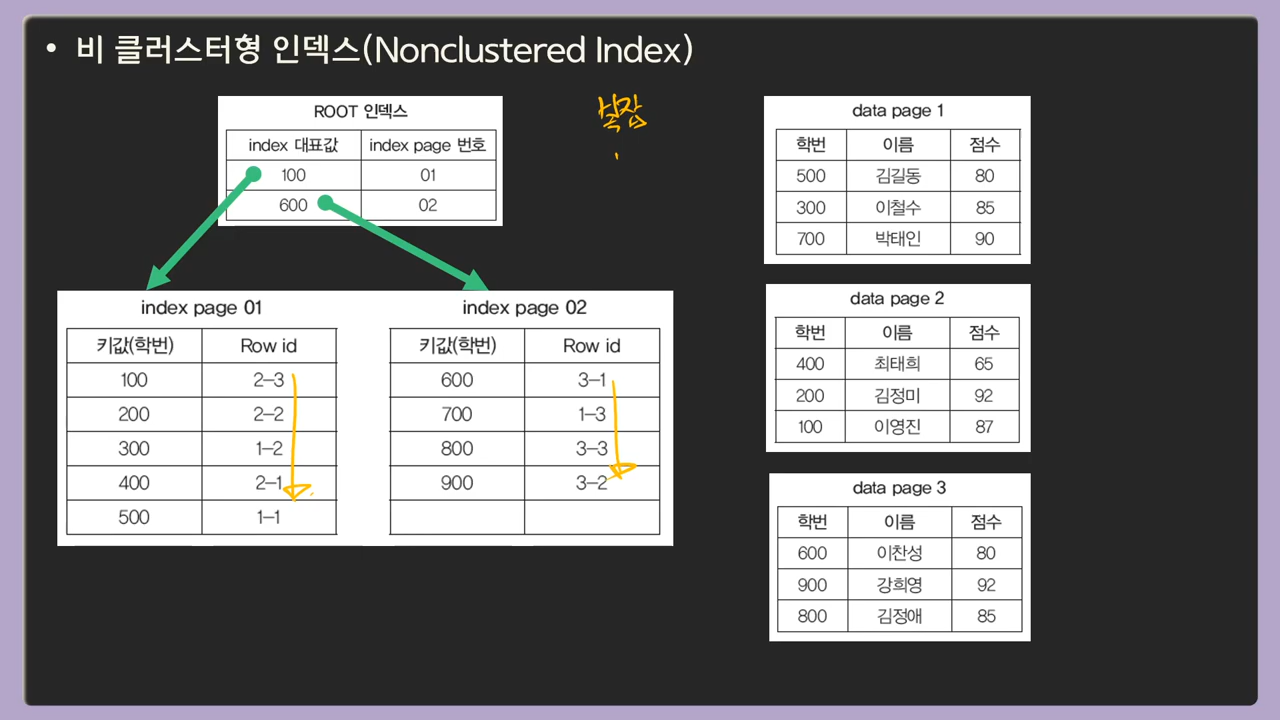 • 비 클러스터형 인덱스(Nonclustered Index)
ROOT 인덱스
index 대표값 index page 번호
100 01
600 02
index page 01
키값(학번) Row id
100 2–3
200 2–2
300 1–2
400 2–1
500 1–1
index page 02
키값(학번) Row id
600 3–1
700 1–3
800 3–3
900 3–2
data page 1
학번 이름 점수
500 김길동 80
300 이철수 85
700 박태인 90
data page 2
학번 이름 점수
400 최태희 65
200 김정미 92
100 이영진 87
data page 3
학번 이름 점수
600 이찬성 80
900 강희영 92
800 김정애 85